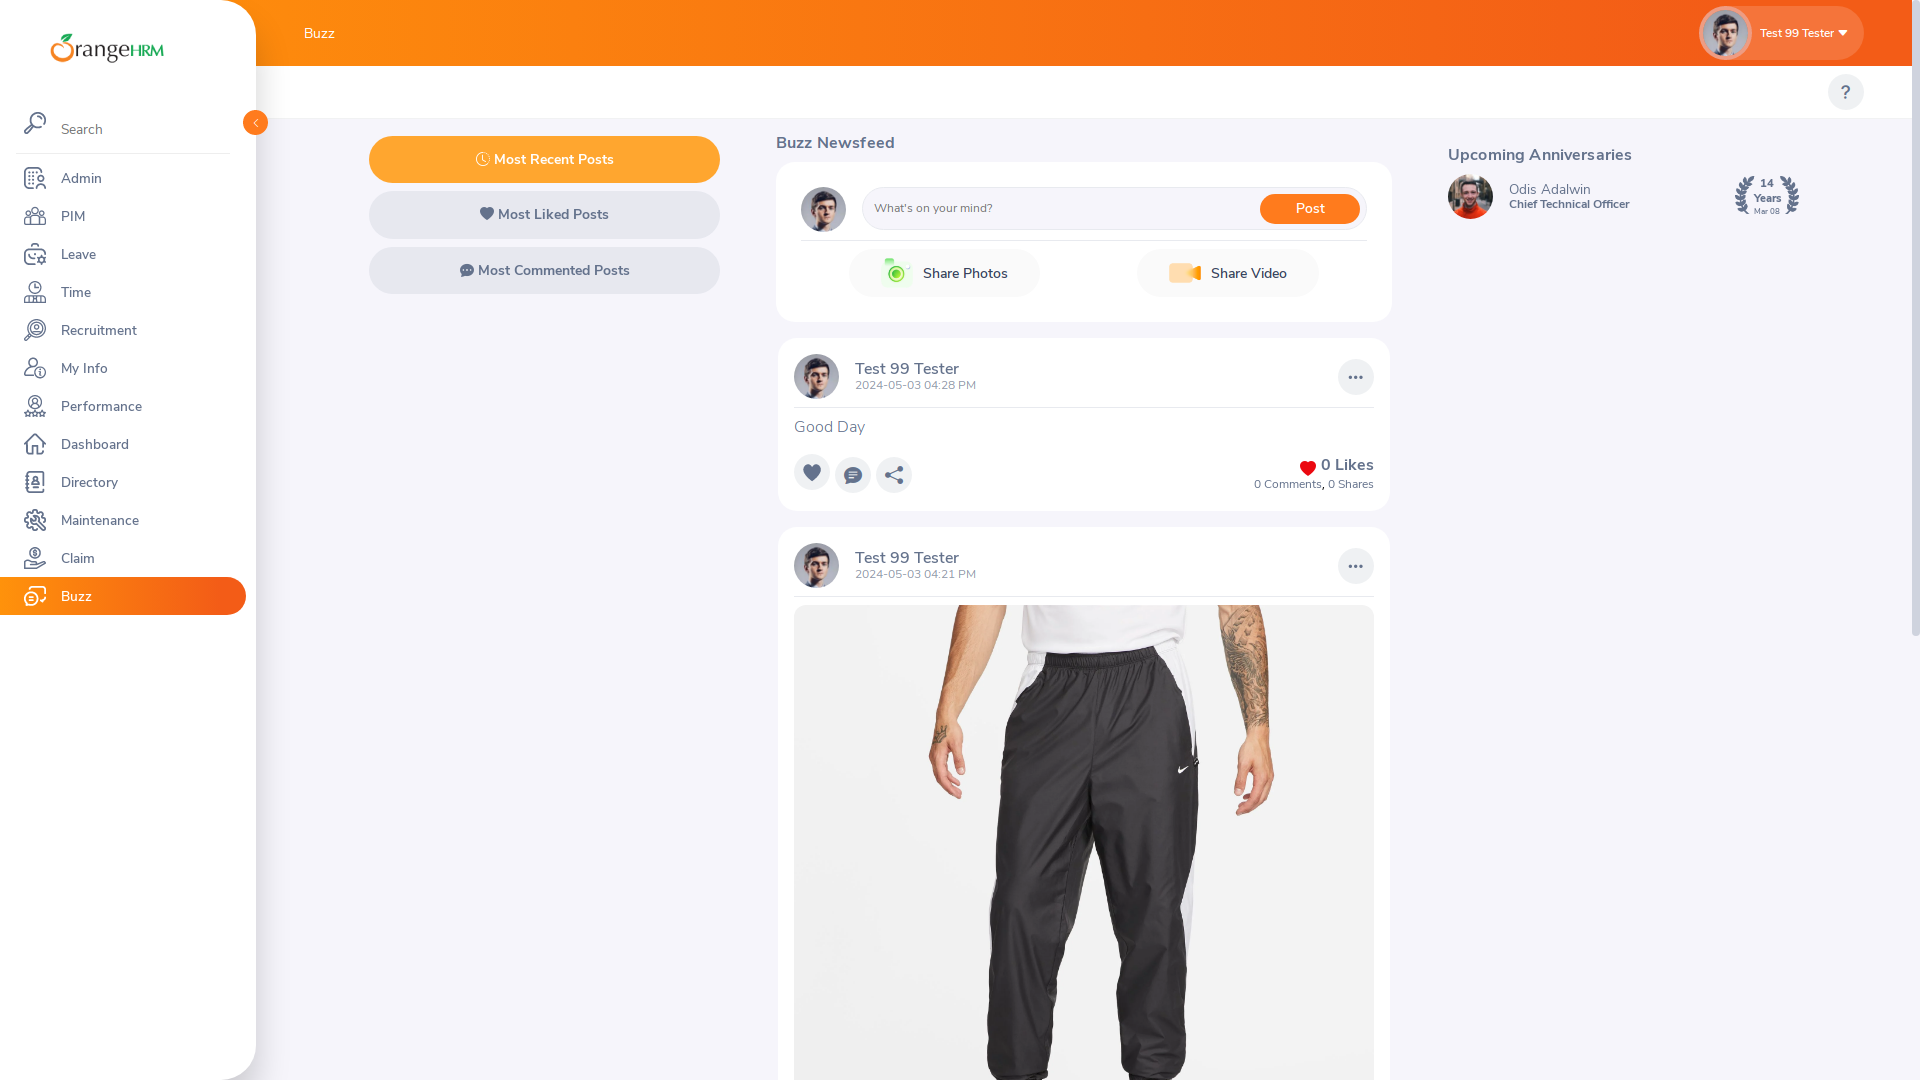 OrangeHRM
Search
Admin
PIM
Leave
Time
Recruitment
My Info
Performance
Dashboard
Directory
Maintenance
Claim
Buzz
Buzz
Test 99 Tester
?
Most Recent Posts
Most Liked Posts
Most Commented Posts
Buzz Newsfeed
What's on your mind?
Post
Share Photos
Share Video
Test 99 Tester
2024-05-03 04:28 PM
Good Day
0 Likes
0 Comments, 0 Shares
Test 99 Tester
2024-05-03 04:21 PM
Upcoming Anniversaries
Odis Adalwin
Chief Technical Officer
14
Years
Mar 08